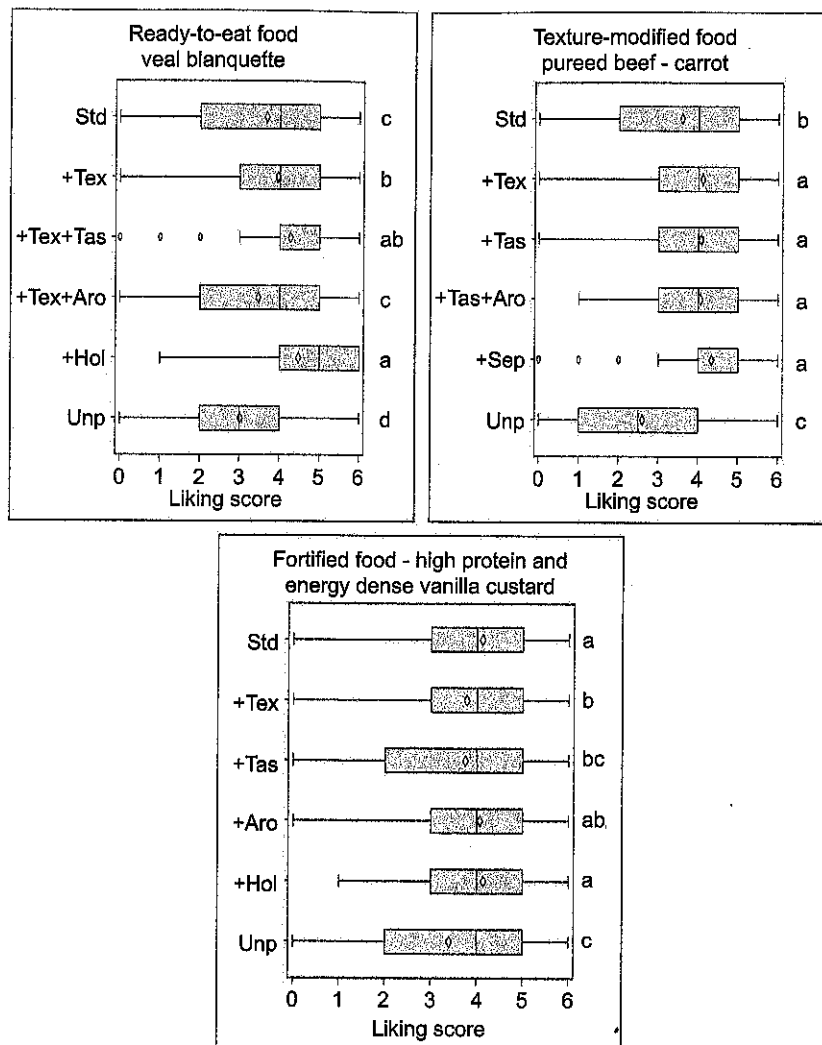 Ready-to-eat food
veal blanquette
Std
c
+Tex
b
+Tex+Tas
ab
+Tex+Aro
c
+Hol
a
Unp
d
0 1 2 3 4 5 6
Liking score
Texture-modified food
pureed beef - carrot
Std
b
+Tex
a
+Tas
a
+Tas+Aro
a
+Sep
a
Unp
c
0 1 2 3 4 5 6
Liking score
Fortified food - high protein and
energy dense vanilla custard
Std
a
+Tex
b
+Tas
bc
+Aro
ab
+Hol
a
Unp
c
0 1 2 3 4 5 6
Liking score